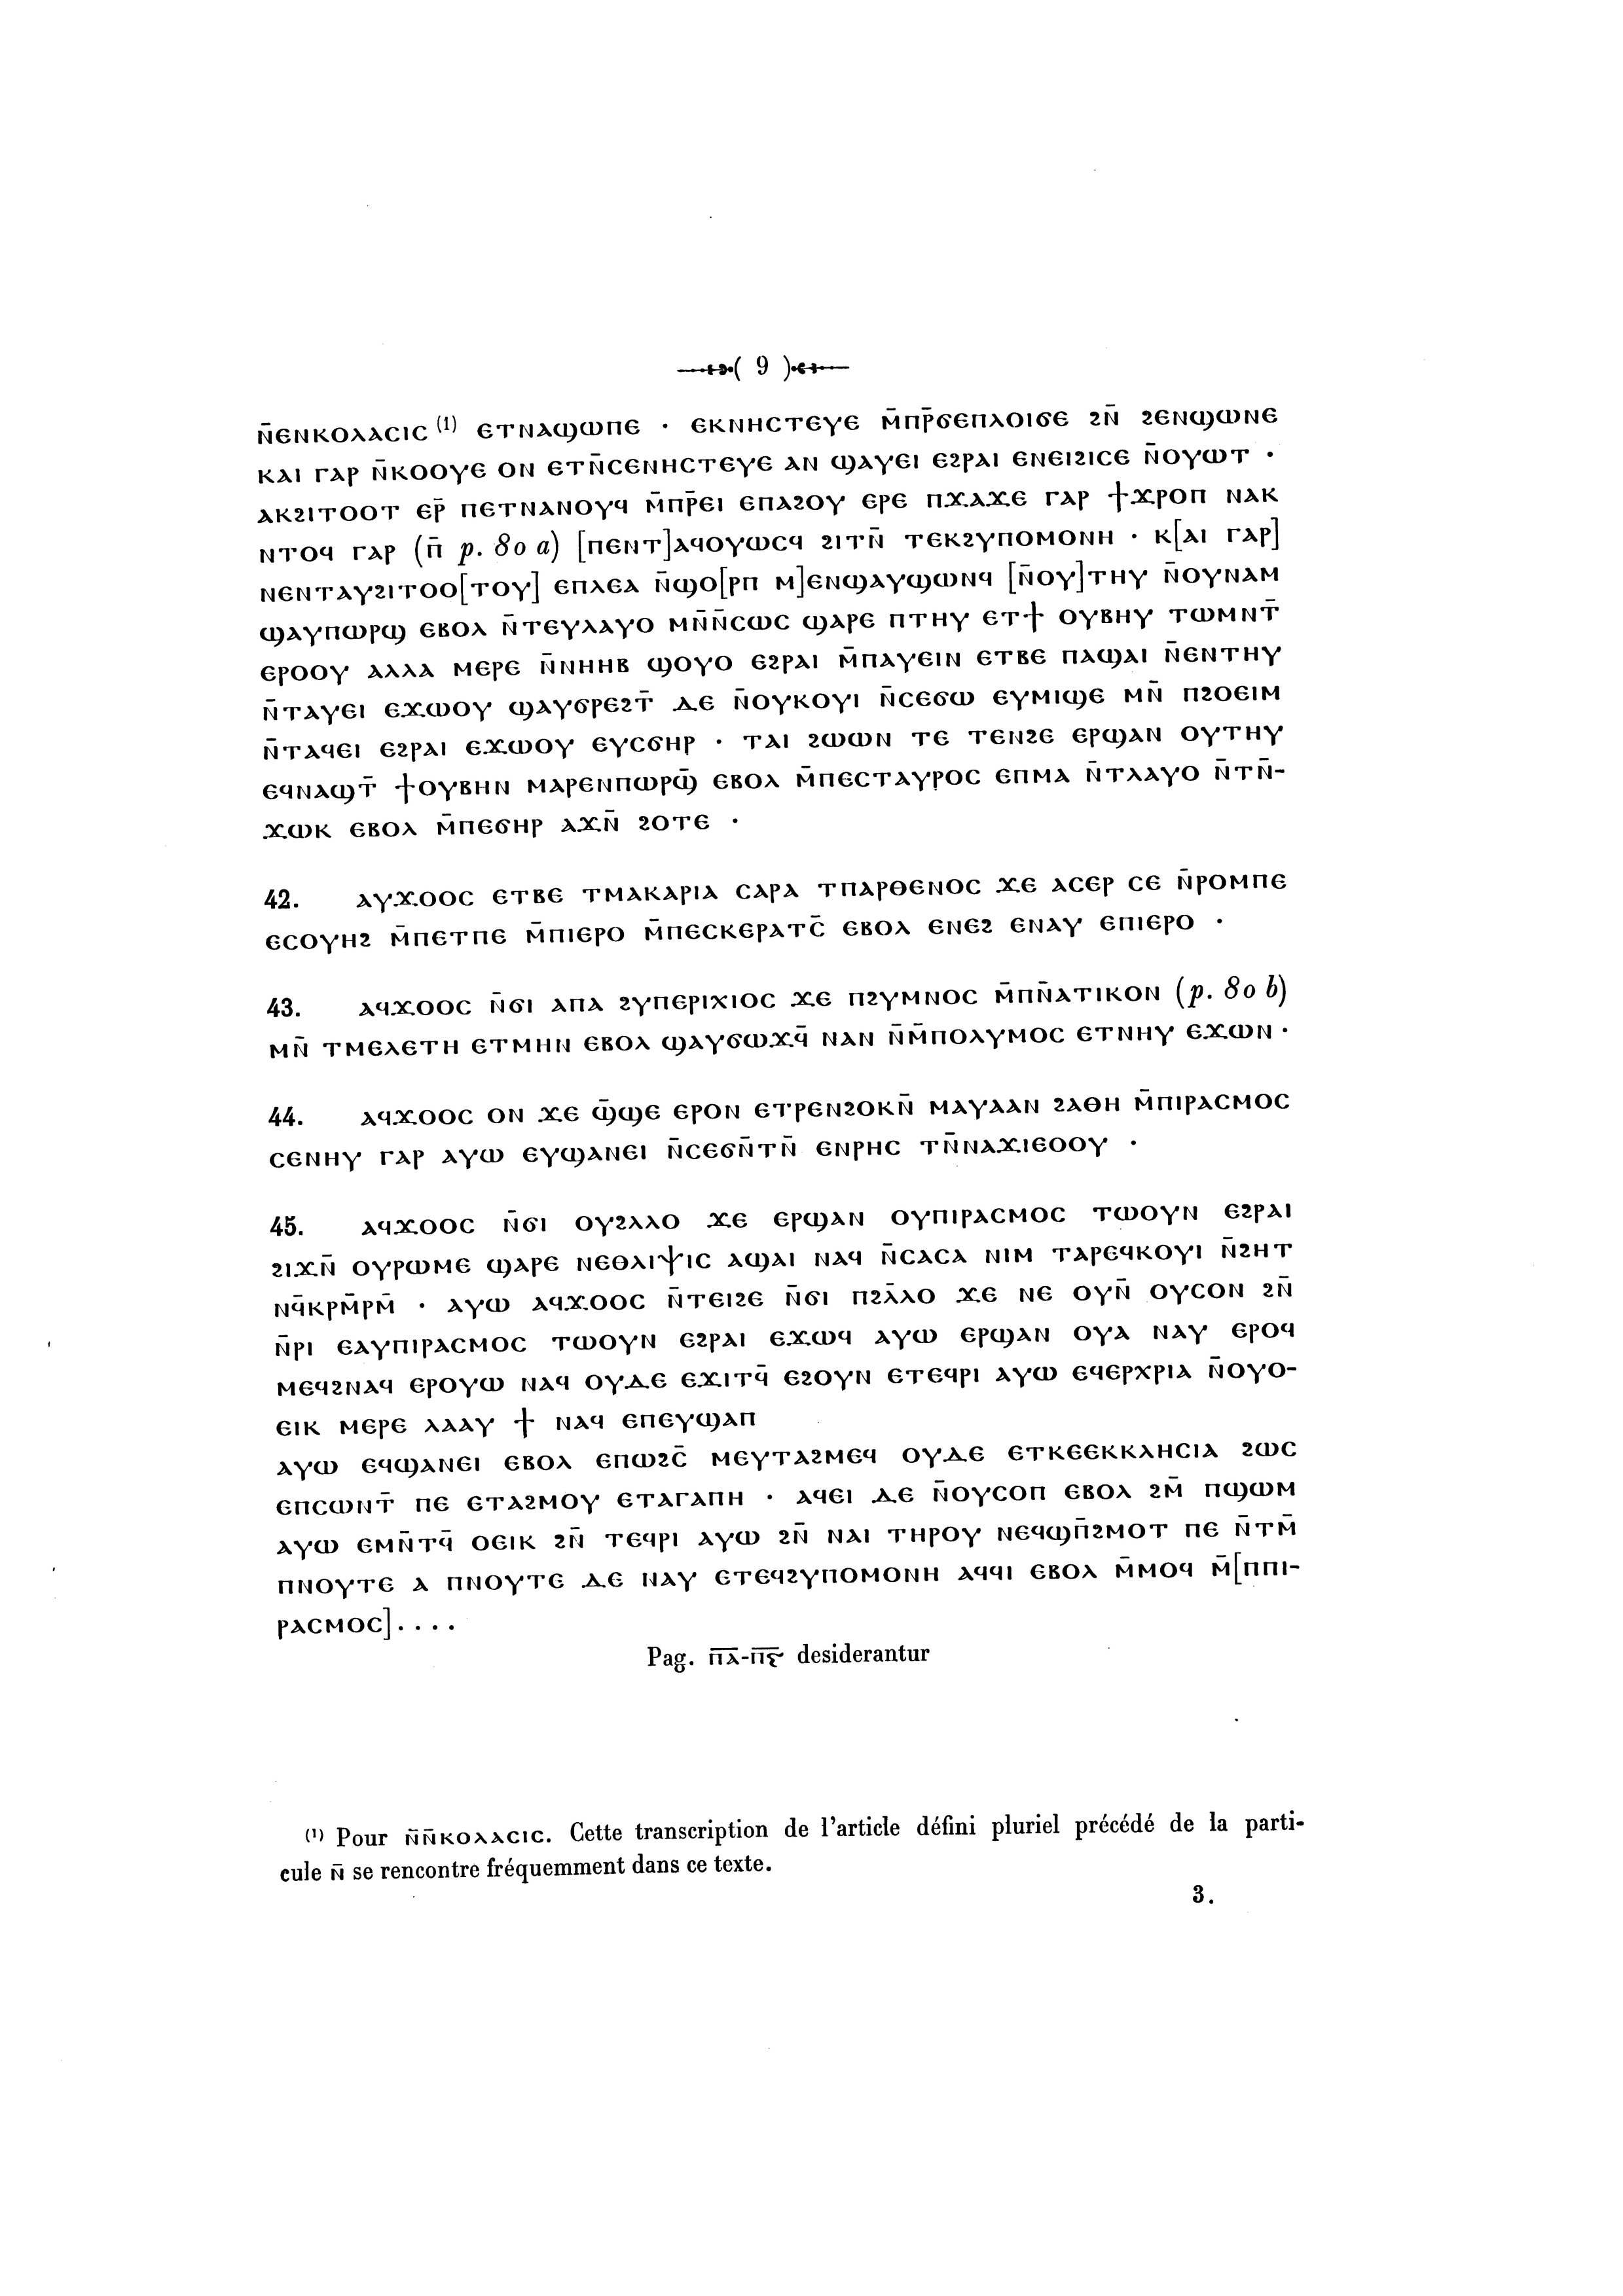 ( 9 )
ⲛ̄ⲉⲛⲕⲟⲗⲁⲥⲓⲥ (1) ⲉⲧⲛⲁϣⲱⲡⲉ · ⲉⲕⲛⲏⲥⲧⲉⲩⲉ ⲙ̄ⲡⲣ̄ϭⲉⲡⲗⲟⲓϭⲉ ϩⲛ̄ ϩⲉⲛϣⲱⲛⲉ
ⲕⲁⲓ ⲅⲁⲣ ⲛ̄ⲕⲟⲟⲩⲉ ⲟⲛ ⲉⲧⲛ̄ⲥⲉⲛⲏⲥⲧⲉⲩⲉ ⲁⲛ ϣⲁⲩⲉⲓ ⲉϩⲣⲁⲓ ⲉⲛⲉⲓϩⲓⲥⲉ ⲛ̄ⲟⲩⲱⲧ ·
ⲁⲕϩⲓⲧⲟⲟⲧ ⲉⲣ̄ ⲡⲉⲧⲛⲁⲛⲟⲩϥ ⲙ̄ⲡⲣ̄ⲉⲓ ⲉⲡⲁϩⲟⲩ ⲉⲣⲉ ⲡϫⲁϫⲉ ⲅⲁⲣ ϯϫⲣⲟⲡ ⲛⲁⲕ
ⲛⲧⲟϥ ⲅⲁⲣ (ⲡ̄ p. 80 a) [ⲡⲉⲛⲧ]ⲁϥⲟⲩⲱⲥϥ ϩⲓⲧⲛ̄ ⲧⲉⲕϩⲩⲡⲟⲙⲟⲛⲏ · ⲕ[ⲁⲓ ⲅⲁⲣ]
ⲛⲉⲛⲧⲁⲩϩⲓⲧⲟⲟ[ⲧⲟⲩ] ⲉⲡⲗⲉⲁ ⲛ̄ϣⲟ[ⲣⲡ ⲙ]ⲉⲛϣⲁⲩϣⲱⲛϥ [ⲛ̄ⲟⲩ]ⲧⲏⲩ ⲛ̄ⲟⲩⲛⲁⲙ
ϣⲁⲩⲡⲱⲣϣ ⲉⲃⲟⲗ ⲛ̄ⲧⲉⲩⲗⲁⲩⲟ ⲙⲛ̄ⲛ̄ⲥⲱⲥ ϣⲁⲣⲉ ⲡⲧⲏⲩ ⲉⲧϯ ⲟⲩⲃⲏⲩ ⲧⲱⲙⲛⲧ̄
ⲉⲣⲟⲟⲩ ⲁⲗⲗⲁ ⲙⲉⲣⲉ ⲛ̄ⲛⲏⲏⲃ ϣⲟⲩⲟ ⲉϩⲣⲁⲓ ⲙ̄ⲡⲁⲩⲉⲓⲛ ⲉⲧⲃⲉ ⲡⲁϣⲁⲓ ⲛ̄ⲉⲛⲧⲏⲩ
ⲛ̄ⲧⲁⲩⲉⲓ ⲉϫⲱⲟⲩ ϣⲁⲩϭⲣⲉϩⲧ̄ ⲇⲉ ⲛ̄ⲟⲩⲕⲟⲩⲓ ⲛ̄ⲥⲉϭⲱ ⲉⲩⲙⲓϣⲉ ⲙⲛ̄ ⲡϩⲟⲉⲓⲙ
ⲛ̄ⲧⲁϥⲉⲓ ⲉϩⲣⲁⲓ ⲉϫⲱⲟⲩ ⲉⲩⲥϭⲏⲣ · ⲧⲁⲓ ϩⲱⲱⲛ ⲧⲉ ⲧⲉⲛϩⲉ ⲉⲣϣⲁⲛ ⲟⲩⲧⲏⲩ
ⲉϥⲛⲁϣⲧ̄ ϯⲟⲩⲃⲏⲛ ⲙⲁⲣⲉⲛⲡⲱⲣϣ̄ ⲉⲃⲟⲗ ⲙ̄ⲡⲉⲥⲧⲁⲩⲣⲟⲥ ⲉⲡⲙⲁ ⲛ̄ⲧⲗⲁⲩⲟ ⲛ̄ⲧⲛ̄-
ϫⲱⲕ ⲉⲃⲟⲗ ⲙ̄ⲡⲉϭⲏⲣ ⲁϫⲛ̄ ϩⲟⲧⲉ ·
42. ⲁⲩϫⲟⲟⲥ ⲉⲧⲃⲉ ⲧⲙⲁⲕⲁⲣⲓⲁ ⲥⲁⲣⲁ ⲧⲡⲁⲣⲑⲉⲛⲟⲥ ϫⲉ ⲁⲥⲉⲣ ⲥⲉ ⲛ̄ⲣⲟⲙⲡⲉ
ⲉⲥⲟⲩⲏϩ ⲙ̄ⲡⲉⲧⲡⲉ ⲙ̄ⲡⲓⲉⲣⲟ ⲙ̄ⲡⲉⲥⲕⲉⲣⲁⲧⲥ̄ ⲉⲃⲟⲗ ⲉⲛⲉϩ ⲉⲛⲁⲩ ⲉⲡⲓⲉⲣⲟ ·
43. ⲁϥϫⲟⲟⲥ ⲛ̄ϭⲓ ⲁⲡⲁ ϩⲩⲡⲉⲣⲓⲭⲓⲟⲥ ϫⲉ ⲡϩⲩⲙⲛⲟⲥ ⲙ̄ⲡⲛ̄ⲁⲧⲓⲕⲟⲛ (p. 80 b)
ⲙⲛ̄ ⲧⲙⲉⲗⲉⲧⲏ ⲉⲧⲙⲏⲛ ⲉⲃⲟⲗ ϣⲁⲩϭⲱϫϥ̄ ⲛⲁⲛ ⲛ̄ⲙ̄ⲡⲟⲗⲩⲙⲟⲥ ⲉⲧⲛⲏⲩ ⲉϫⲱⲛ ·
44. ⲁϥϫⲟⲟⲥ ⲟⲛ ϫⲉ ϣ̄ϣⲉ ⲉⲣⲟⲛ ⲉⲧⲣⲉⲛϩⲟⲕⲛ̄ ⲙⲁⲩⲁⲁⲛ ϩⲁⲑⲏ ⲙ̄ⲡⲓⲣⲁⲥⲙⲟⲥ
ⲥⲉⲛⲏⲩ ⲅⲁⲣ ⲁⲩⲱ ⲉⲩϣⲁⲛⲉⲓ ⲛ̄ⲥⲉϭⲛ̄ⲧⲛ̄ ⲉⲛⲣⲏⲥ ⲧⲛ̄ⲛⲁϫⲓⲉⲟⲟⲩ ·
45. ⲁϥϫⲟⲟⲥ ⲛ̄ϭⲓ ⲟⲩϩⲗⲗⲟ ϫⲉ ⲉⲣϣⲁⲛ ⲟⲩⲡⲓⲣⲁⲥⲙⲟⲥ ⲧⲱⲟⲩⲛ ⲉϩⲣⲁⲓ
ϩⲓϫⲛ̄ ⲟⲩⲣⲱⲙⲉ ϣⲁⲣⲉ ⲛⲉⲑⲗⲓⲯⲓⲥ ⲁϣⲁⲓ ⲛⲁϥ ⲛ̄ⲥⲁⲥⲁ ⲛⲓⲙ ⲧⲁⲣⲉϥⲕⲟⲩⲓ ⲛ̄ϩⲏⲧ
ⲛϥ̄ⲕⲣⲙ̄ⲣⲙ̄ · ⲁⲩⲱ ⲁϥϫⲟⲟⲥ ⲛ̄ⲧⲉⲓϩⲉ ⲛ̄ϭⲓ ⲡϩⲗ̄ⲗⲟ ϫⲉ ⲛⲉ ⲟⲩⲛ̄ ⲟⲩⲥⲟⲛ ϩⲛ̄
ⲛ̄ⲣⲓ ⲉⲁⲩⲡⲓⲣⲁⲥⲙⲟⲥ ⲧⲱⲟⲩⲛ ⲉϩⲣⲁⲓ ⲉϫⲱϥ ⲁⲩⲱ ⲉⲣϣⲁⲛ ⲟⲩⲁ ⲛⲁⲩ ⲉⲣⲟϥ
ⲙⲉϥϩⲛⲁϥ ⲉⲣⲟⲩⲱ ⲛⲁϥ ⲟⲩⲇⲉ ⲉϫⲓⲧϥ̄ ⲉϩⲟⲩⲛ ⲉⲧⲉϥⲣⲓ ⲁⲩⲱ ⲉϥⲉⲣⲭⲣⲓⲁ ⲛ̄ⲟⲩⲟ-
ⲉⲓⲕ ⲙⲉⲣⲉ ⲗⲁⲁⲩ ϯ ⲛⲁϥ ⲉⲡⲉⲩϣⲁⲡ
ⲁⲩⲱ ⲉϥϣⲁⲛⲉⲓ ⲉⲃⲟⲗ ⲉⲡⲱϩⲥ̄ ⲙⲉⲩⲧⲁϩⲙⲉϥ ⲟⲩⲇⲉ ⲉⲧⲕⲉⲉⲕⲕⲗⲏⲥⲓⲁ ϩⲱⲥ
ⲉⲡⲥⲱⲛⲧ̄ ⲡⲉ ⲉⲧⲁϩⲙⲟⲩ ⲉⲧⲁⲅⲁⲡⲏ · ⲁϥⲉⲓ ⲇⲉ ⲛ̄ⲟⲩⲥⲟⲡ ⲉⲃⲟⲗ ϩⲙ̄ ⲡϣⲱⲙ
ⲁⲩⲱ ⲉⲙⲛ̄ⲧϥ̄ ⲟⲉⲓⲕ ϩⲛ̄ ⲧⲉϥⲣⲓ ⲁⲩⲱ ϩⲛ̄ ⲛⲁⲓ ⲧⲏⲣⲟⲩ ⲛⲉϥϣⲡ̄ϩⲙⲟⲧ ⲡⲉ ⲛ̄ⲧⲙ̄
ⲡⲛⲟⲩⲧⲉ ⲁ ⲡⲛⲟⲩⲧⲉ ⲇⲉ ⲛⲁⲩ ⲉⲧⲉϥϩⲩⲡⲟⲙⲟⲛⲏ ⲁϥϥⲓ ⲉⲃⲟⲗ ⲙ̄ⲙⲟϥ ⲙ̄[ⲡⲡⲓ-
ⲣⲁⲥⲙⲟⲥ]....
Pag. ⲡ̄ⲁ̄-ⲡ̄ⲋ̄ desiderantur
(1) Pour ⲛ̄ⲛ̄ⲕⲟⲗⲁⲥⲓⲥ. Cette transcription de l'article défini pluriel précédé de la parti-
cule ⲛ̄ se rencontre fréquemment dans ce texte.
3.